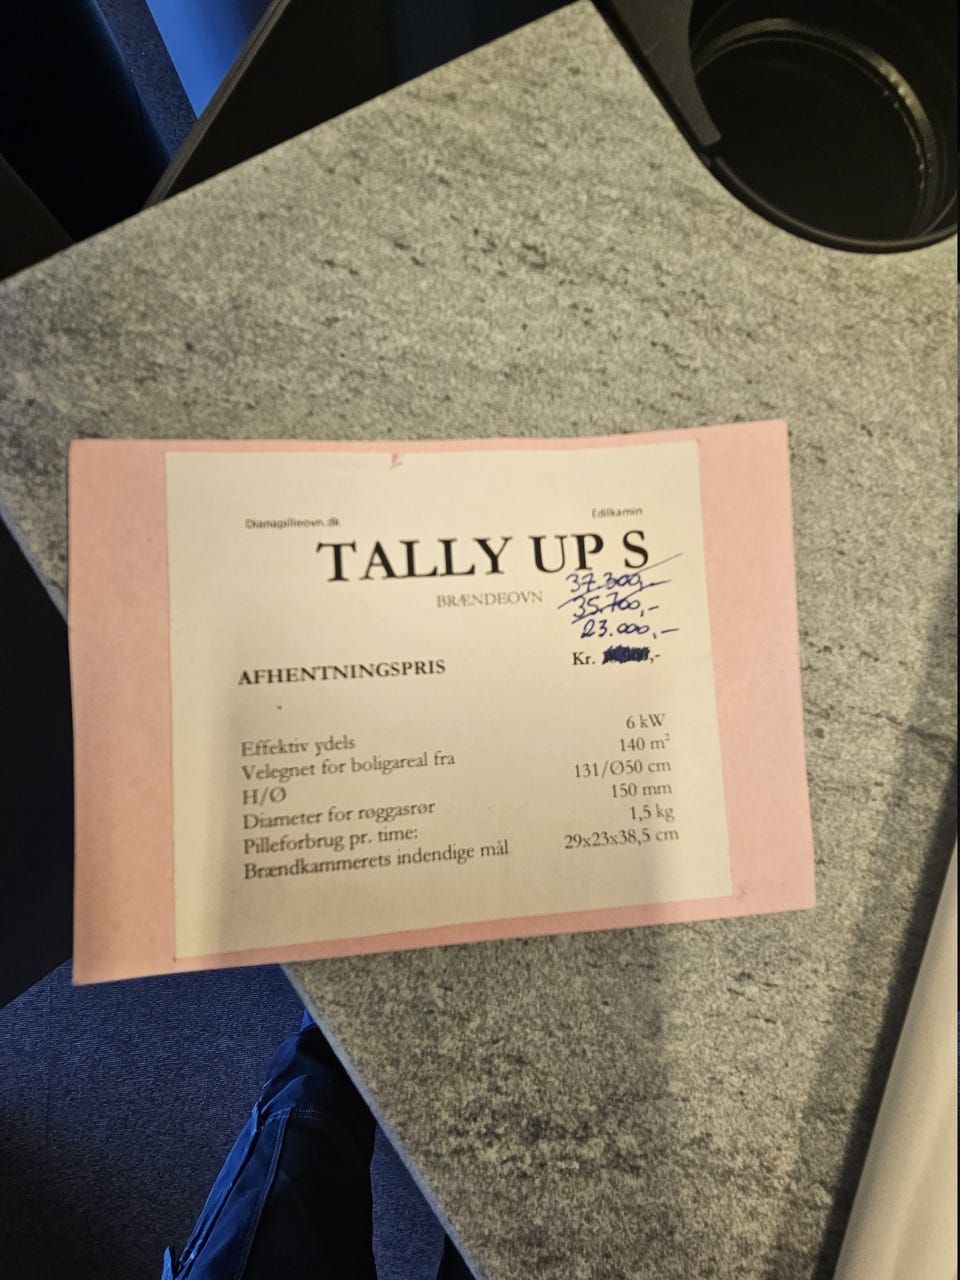 Dianapilleovn.dk
Edilkamin
TALLY UP S
BRÆNDEOVN
37.300,-
35.700,-
23.000,-
AFHENTNINGSPRIS Kr. ,-
Effektiv ydels 6 kW
Velegnet for boligareal fra 140 m²
H/Ø 131/Ø50 cm
Diameter for røggasrør 150 mm
Pilleforbrug pr. time: 1,5 kg
Brændkammerets indendige mål 29x23x38,5 cm